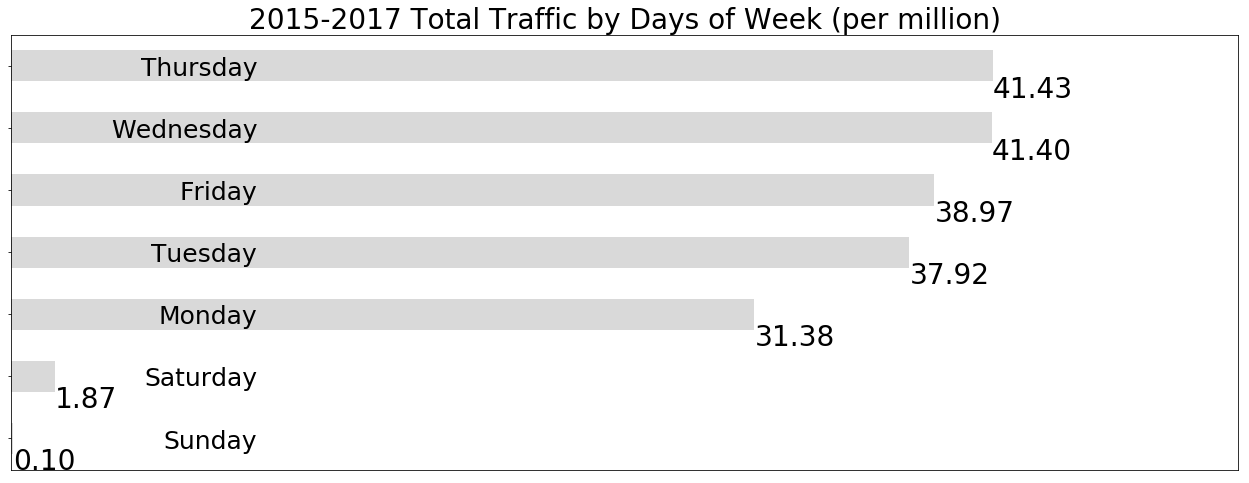 2015-2017 Total Traffic by Days of Week (per million)
Thursday
41.43
Wednesday
41.40
Friday
38.97
Tuesday
37.92
Monday
31.38
Saturday
1.87
Sunday
0.10